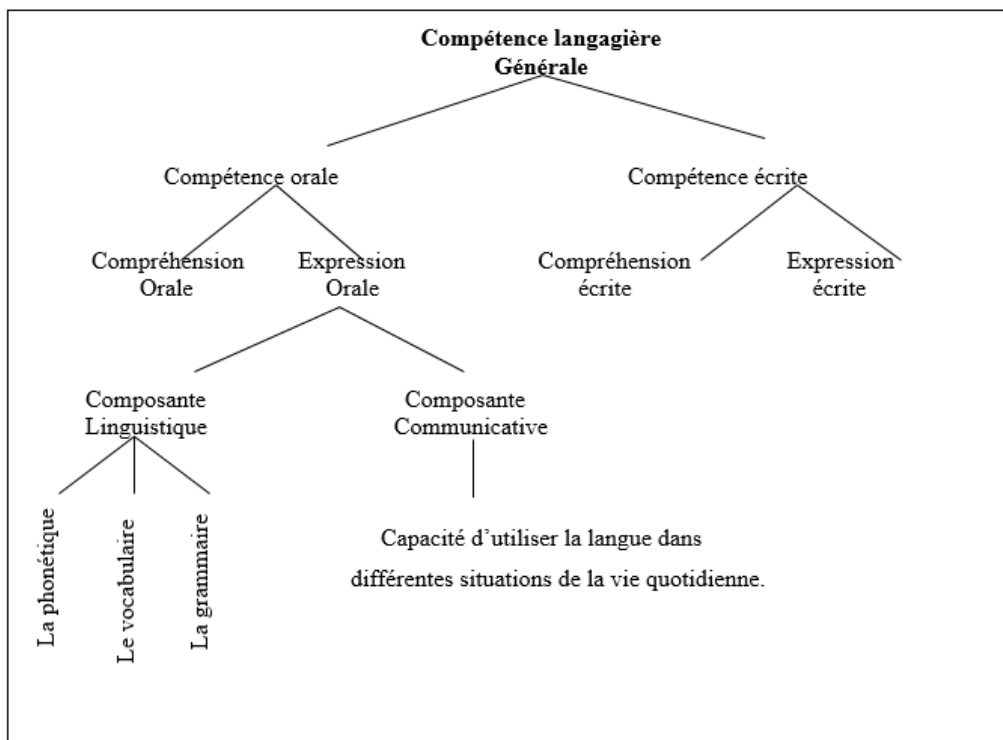 Compétence langagière
Générale
Compétence orale
Compétence écrite
Compréhension
Orale
Expression
Orale
Compréhension
écrite
Expression
écrite
Composante
Linguistique
Composante
Communicative
La phonétique
Le vocabulaire
La grammaire
Capacité d’utiliser la langue dans
différentes situations de la vie quotidienne.